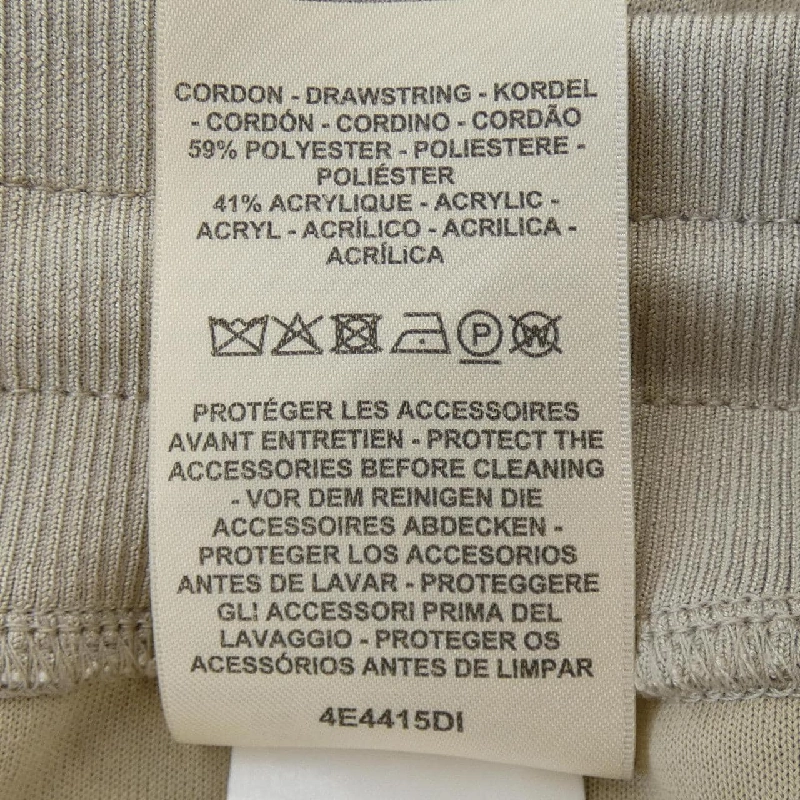 CORDON - DRAWSTRING - KORDEL
- CORDÓN - CORDINO - CORDÃO
59% POLYESTER - POLIESTERE -
POLIÉSTER
41% ACRYLIQUE - ACRYLIC -
ACRYL - ACRÍLICO - ACRILICA -
ACRÍLiCA
P W
PROTÉGER LES ACCESSOIRES
AVANT ENTRETIEN - PROTECT THE
ACCESSORIES BEFORE CLEANING
- VOR DEM REINIGEN DIE
ACCESSOIRES ABDECKEN -
PROTEGER LOS ACCESORIOS
ANTES DE LAVAR - PROTEGGERE
GLI ACCESSORI PRIMA DEL
LAVAGGIO - PROTEGER OS
ACESSÓRIOS ANTES DE LIMPAR
4E4415DI